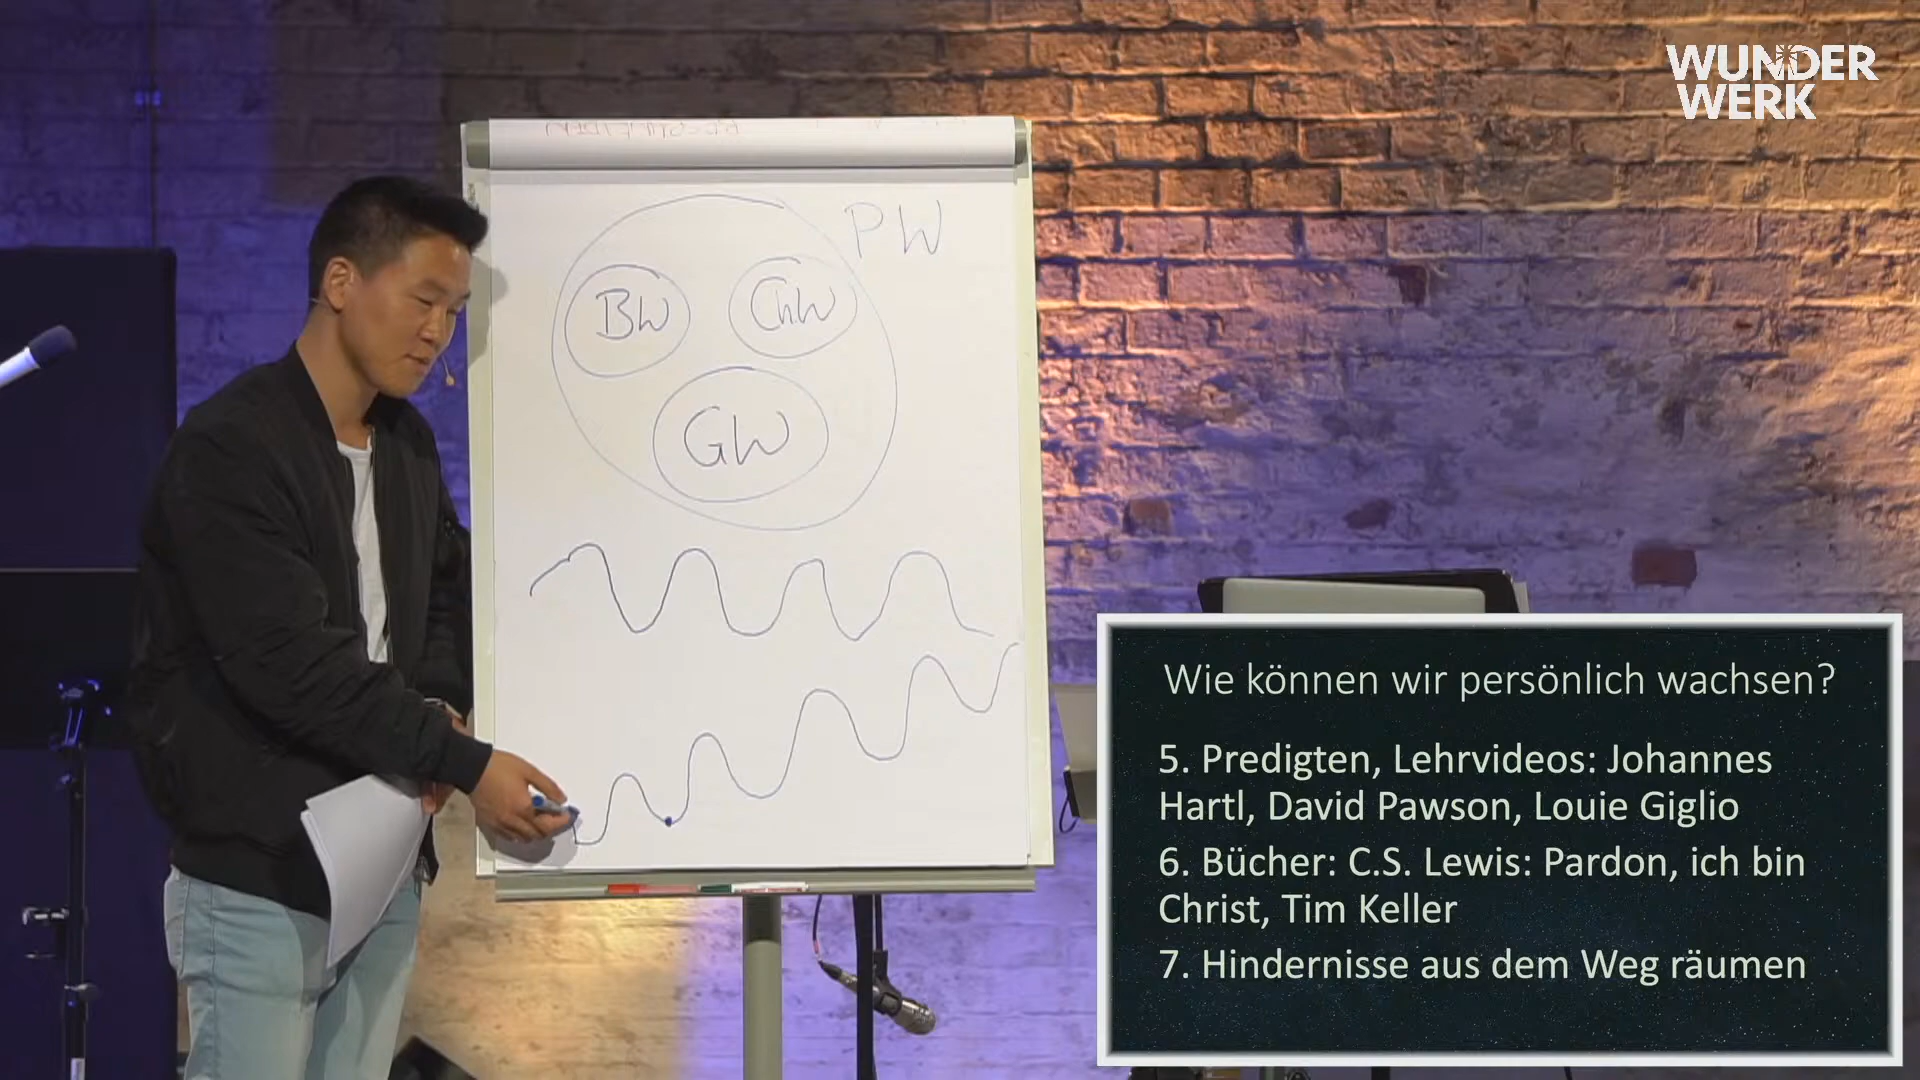 WUNDER
WERK
PW
BW
ChW
GW
Wie können wir persönlich wachsen?
5. Predigten, Lehrvideos: Johannes
Hartl, David Pawson, Louie Giglio
6. Bücher: C.S. Lewis: Pardon, ich bin
Christ, Tim Keller
7. Hindernisse aus dem Weg räumen